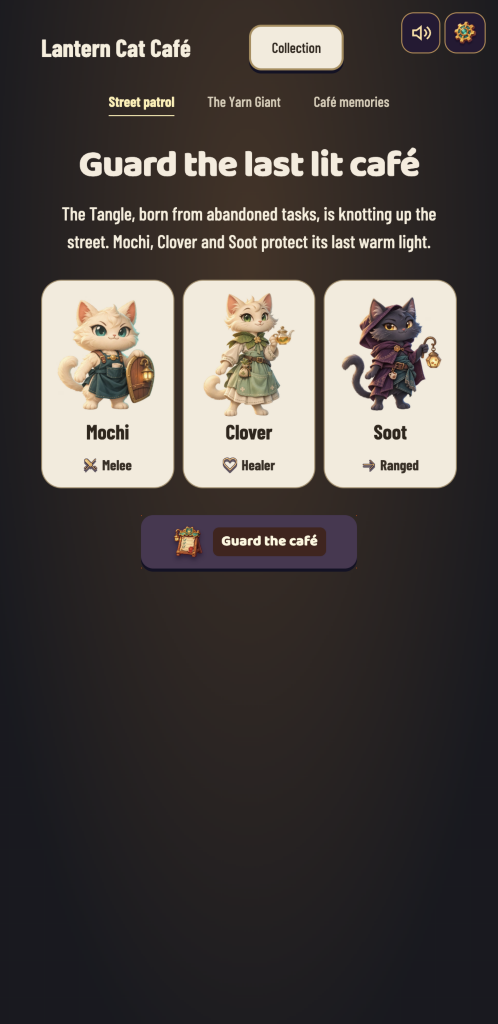 Lantern Cat Café
Collection
Street patrol
The Yarn Giant
Café memories
Guard the last lit café
The Tangle, born from abandoned tasks, is knotting up the
street. Mochi, Clover and Soot protect its last warm light.
Mochi
Melee
Clover
Healer
Soot
Ranged
Guard the café